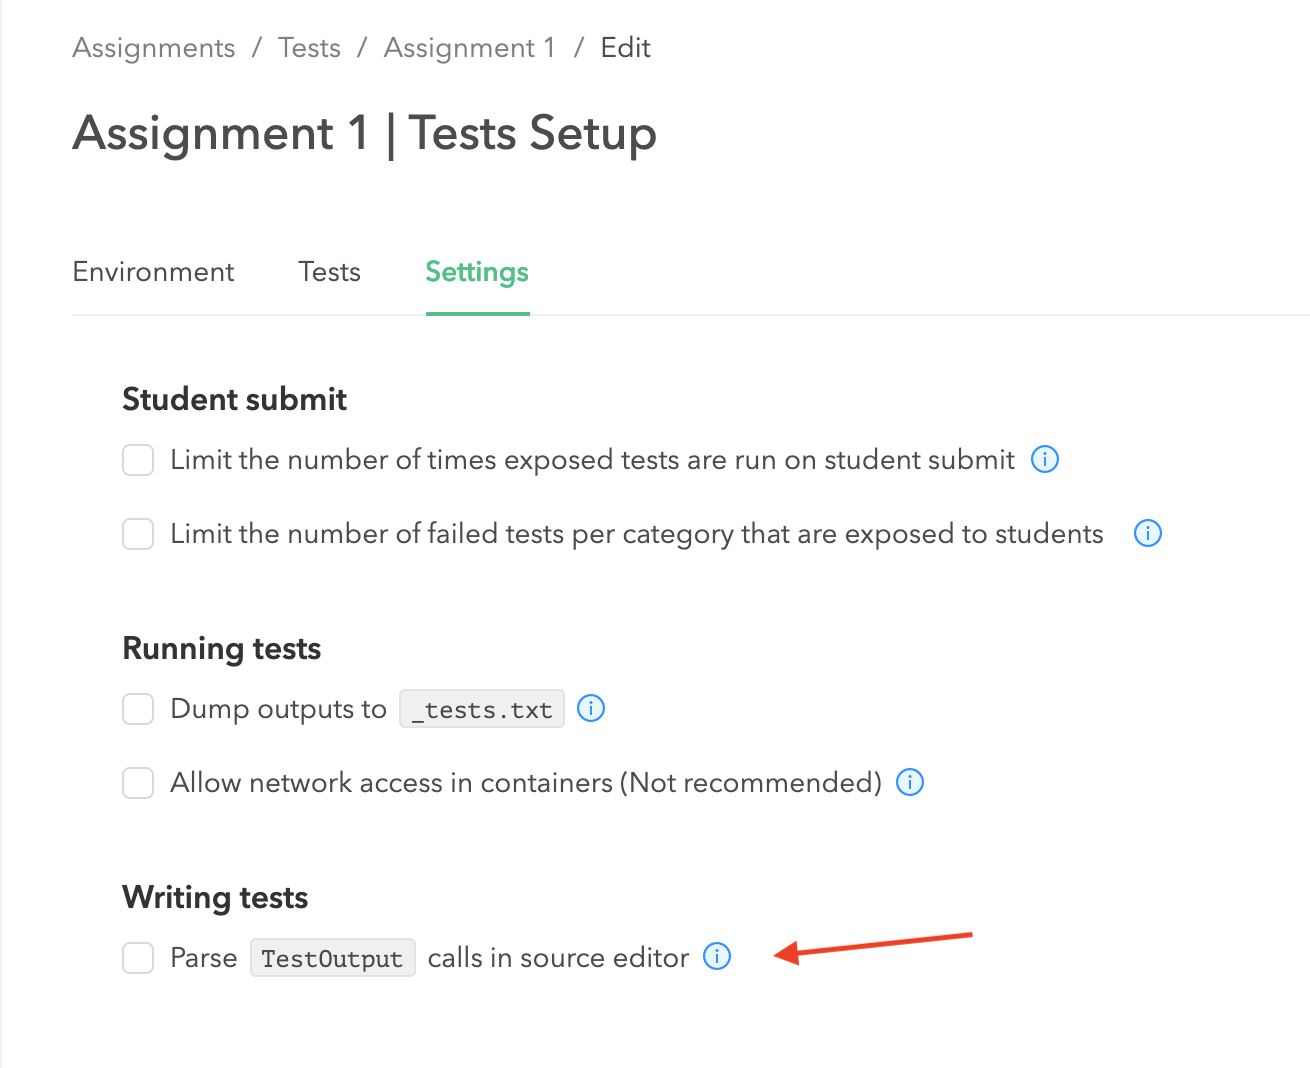 Assignments / Tests / Assignment 1 / Edit
Assignment 1 | Tests Setup
Environment Tests Settings
Student submit
Limit the number of times exposed tests are run on student submit
Limit the number of failed tests per category that are exposed to students
Running tests
Dump outputs to _tests.txt
Allow network access in containers (Not recommended)
Writing tests
Parse TestOutput calls in source editor